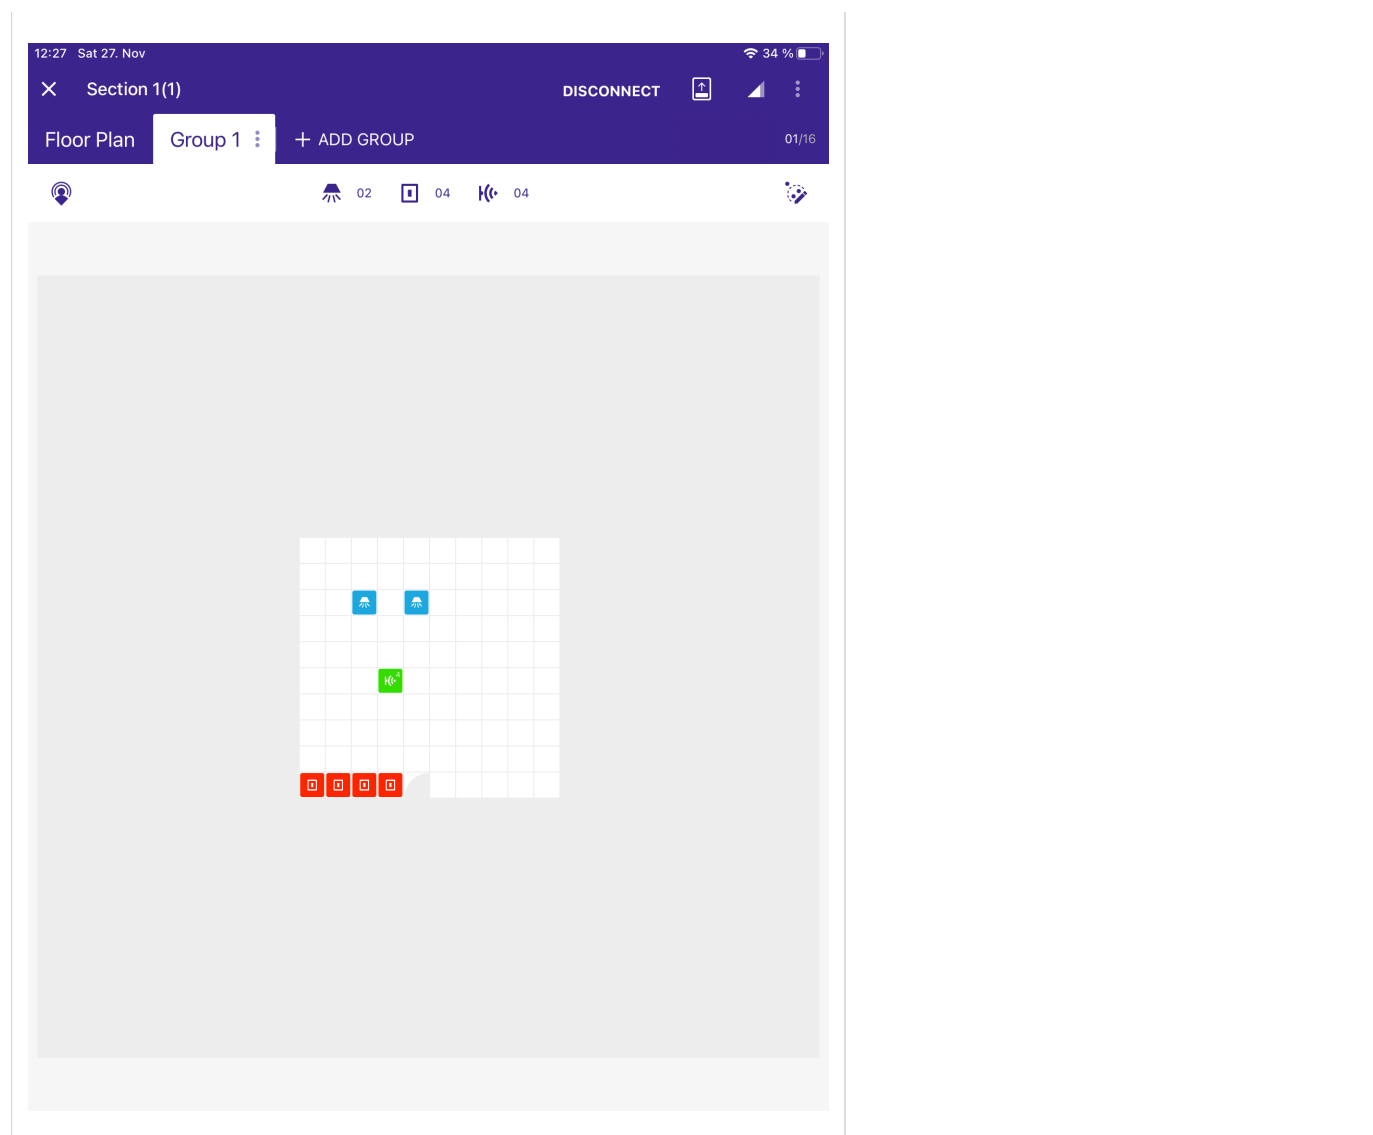 12:27 Sat 27. Nov 34 %
Section 1(1) DISCONNECT
Floor Plan Group 1 + ADD GROUP 01/16
02 04 04
4